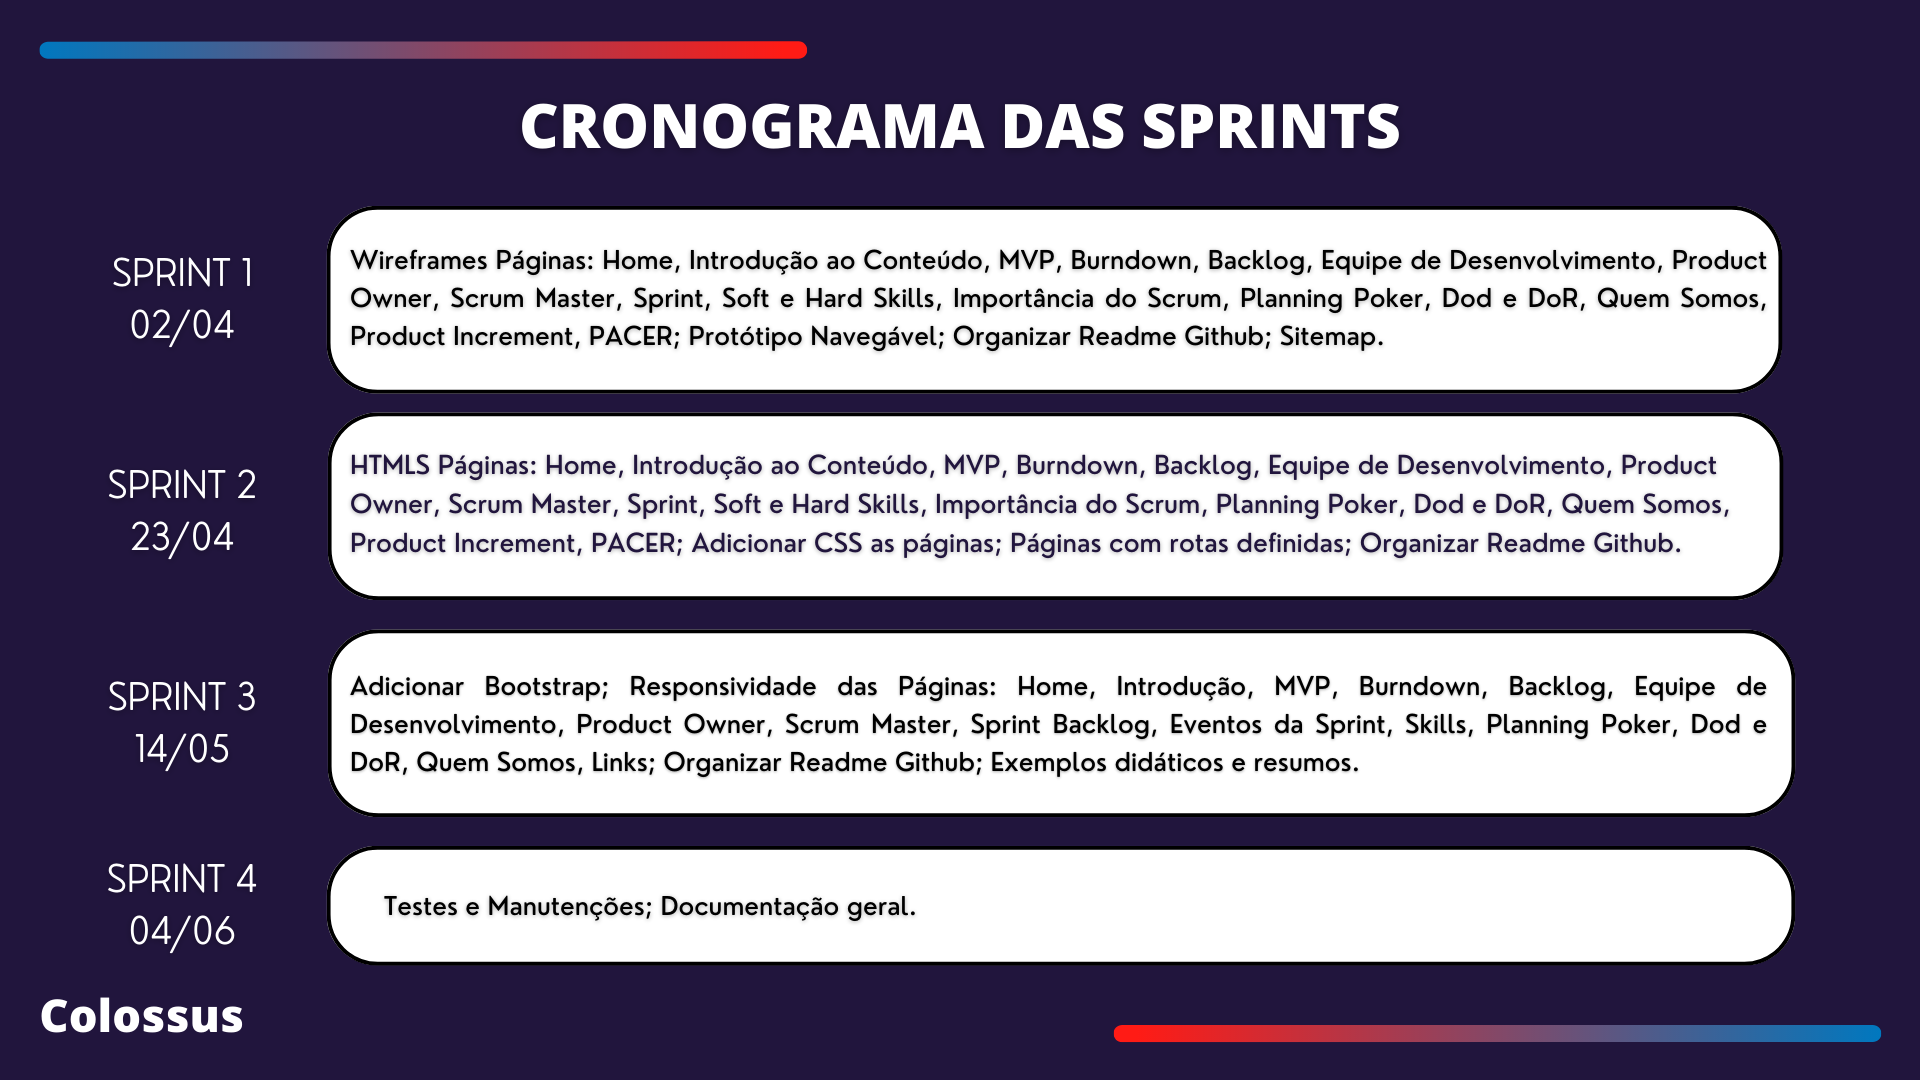 CRONOGRAMA DAS SPRINTS
SPRINT 1
02/04
Wireframes Páginas: Home, Introdução ao Conteúdo, MVP, Burndown, Backlog, Equipe de Desenvolvimento, Product
Owner, Scrum Master, Sprint, Soft e Hard Skills, Importância do Scrum, Planning Poker, Dod e DoR, Quem Somos,
Product Increment, PACER; Protótipo Navegável; Organizar Readme Github; Sitemap.
SPRINT 2
23/04
HTMLS Páginas: Home, Introdução ao Conteúdo, MVP, Burndown, Backlog, Equipe de Desenvolvimento, Product
Owner, Scrum Master, Sprint, Soft e Hard Skills, Importância do Scrum, Planning Poker, Dod e DoR, Quem Somos,
Product Increment, PACER; Adicionar CSS as páginas; Páginas com rotas definidas; Organizar Readme Github.
SPRINT 3
14/05
Adicionar Bootstrap; Responsividade das Páginas: Home, Introdução, MVP, Burndown, Backlog, Equipe de
Desenvolvimento, Product Owner, Scrum Master, Sprint Backlog, Eventos da Sprint, Skills, Planning Poker, Dod e
DoR, Quem Somos, Links; Organizar Readme Github; Exemplos didáticos e resumos.
SPRINT 4
04/06
Testes e Manutenções; Documentação geral.
Colossus